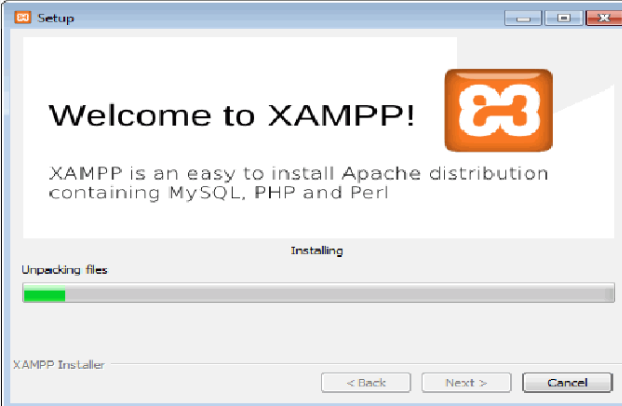 Setup
Welcome to XAMPP!
XAMPP is an easy to install Apache distribution
containing MySQL, PHP and Perl
Installing
Unpacking files
XAMPP Installer
< Back Next > Cancel